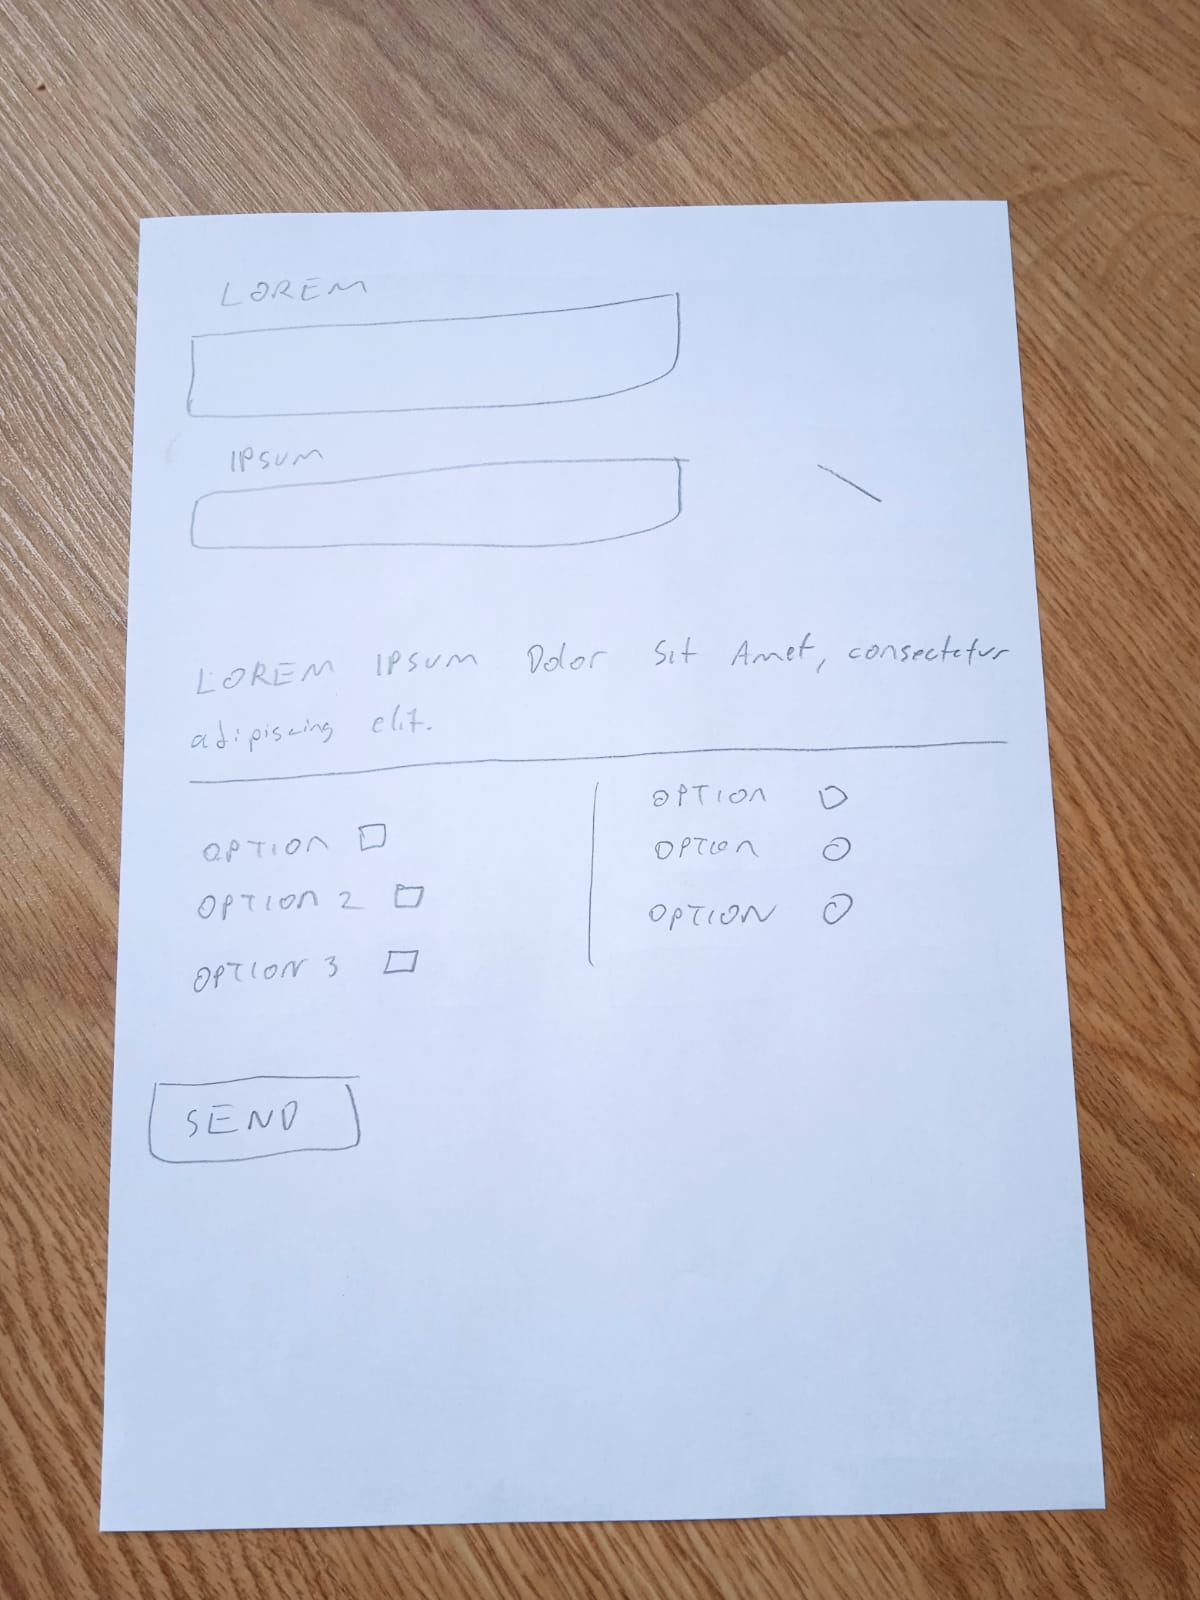 LOREM
IPSUM
LOREM IPSUM Dolor Sit Amet, consectetur
adipiscing elit.
OPTION
OPTION 2
OPTION 3
OPTION
OPTION
OPTION
SEND